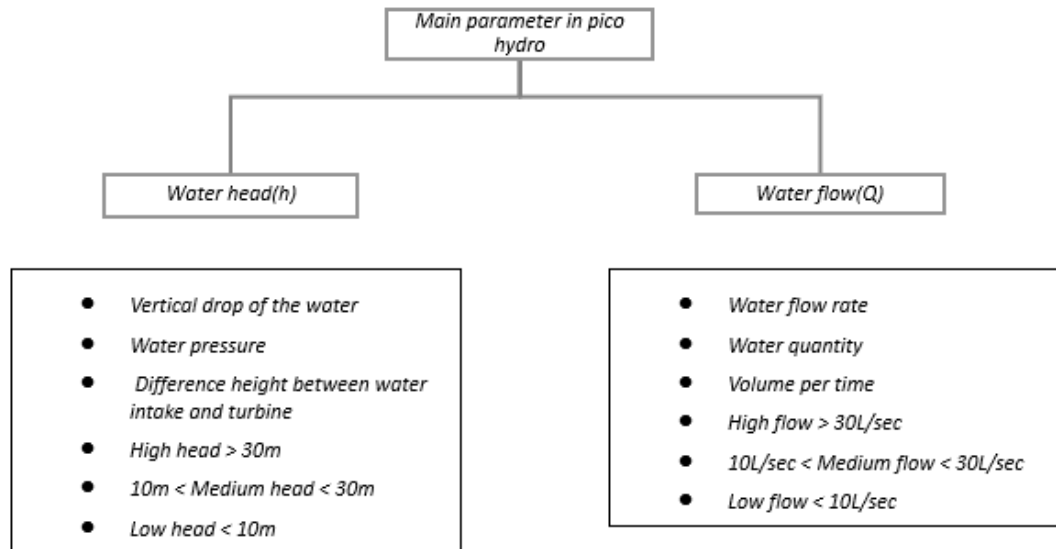 Main parameter in pico
hydro
Water head(h)
Water flow(Q)
● Vertical drop of the water
● Water pressure
● Difference height between water
intake and turbine
● High head > 30m
● 10m < Medium head < 30m
● Low head < 10m
● Water flow rate
● Water quantity
● Volume per time
● High flow > 30L/sec
● 10L/sec < Medium flow < 30L/sec
● Low flow < 10L/sec